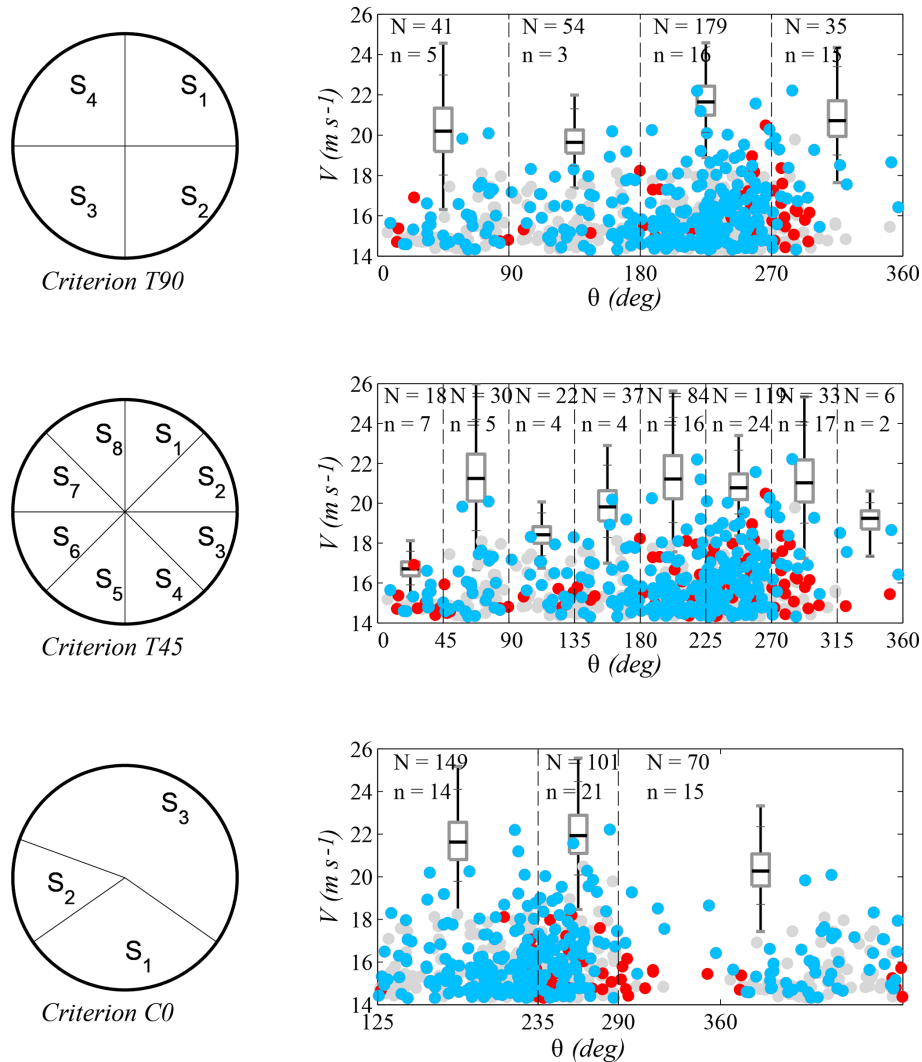 S4 S1
S3 S2
Criterion T90
N = 41 N = 54 N = 179 N = 35
n = 5 n = 3 n = 16 n = 15
26
24
22
20
18
16
14
V (m s-1)
0 90 180 270 360
θ (deg)
S8 S1
S7 S2
S6 S3
S5 S4
Criterion T45
N = 18 N = 30 N = 22 N = 37 N = 84 N = 119 N = 33 N = 6
n = 7 n = 5 n = 4 n = 4 n = 16 n = 24 n = 17 n = 2
26
24
22
20
18
16
14
V (m s-1)
0 45 90 135 180 225 270 315 360
θ (deg)
S3
S2
S1
Criterion C0
N = 149 N = 101 N = 70
n = 14 n = 21 n = 15
26
24
22
20
18
16
14
V (m s-1)
125 235 290 360
θ (deg)